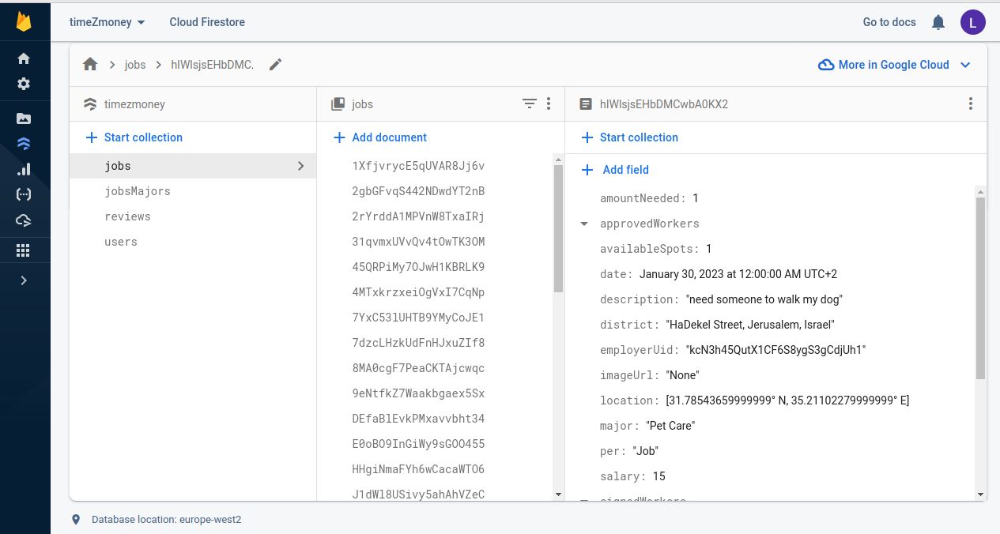 timeZmoney Cloud Firestore Go to docs L
jobs hIWlsjsEHbDMC. More in Google Cloud
timezmoney
Start collection
jobs
jobsMajors
reviews
users
jobs
Add document
1XfjvrycE5qUVAR8Jj6v
2gbGFvqS442NDwdYT2nB
2rYrddA1MPVnW8TxaIRj
31qvmxUVvQv4tOwTK3OM
45QRPiMy7OJwH1KBRLK9
4MTxkrzxeiOgVxI7CqNp
7YxC53lUHTB9YMyCoJE1
7dzcLHzkUdFnHJxuZIf8
8MA0cgF7PeaCKTAjcwqc
9eNtfkZ7Waakbgaex5Sx
DEfaBlEvkPMxavvbht34
E0oBO9InGiWy9sGOO455
HHgiNmaFYh6wCacaWTO6
J1dWl8USivy5ahAhVZeC
hIWlsjsEHbDMCwbA0KX2
Start collection
Add field
amountNeeded: 1
approvedWorkers
availableSpots: 1
date: January 30, 2023 at 12:00:00 AM UTC+2
description: "need someone to walk my dog"
district: "HaDekel Street, Jerusalem, Israel"
employerUid: "kcN3h45QutX1CF6S8ygS3gCdjUh1"
imageUrl: "None"
location: [31.78543659999999° N, 35.21102279999999° E]
major: "Pet Care"
per: "Job"
salary: 15
signedWorkers
Database location: europe-west2